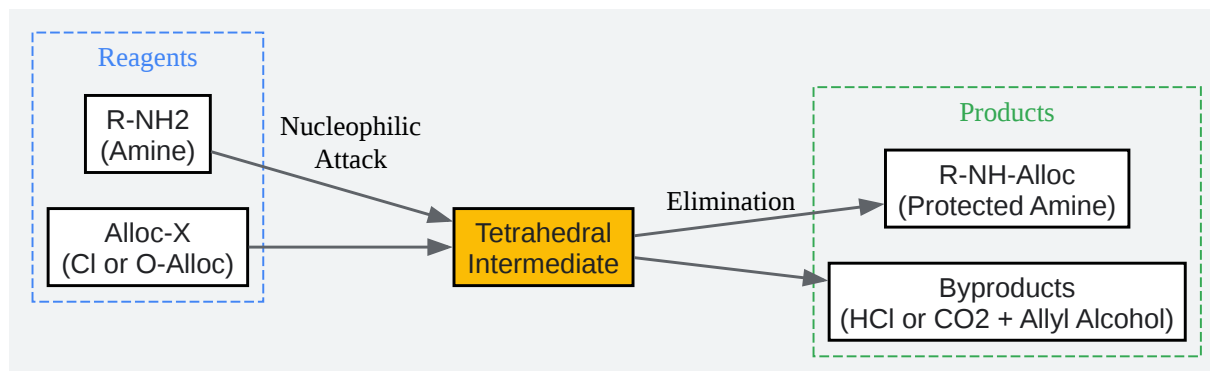 Reagents
R-NH2
(Amine)
Alloc-X
(Cl or O-Alloc)
Nucleophilic
Attack
Tetrahedral
Intermediate
Elimination
Products
R-NH-Alloc
(Protected Amine)
Byproducts
(HCl or CO2 + Allyl Alcohol)